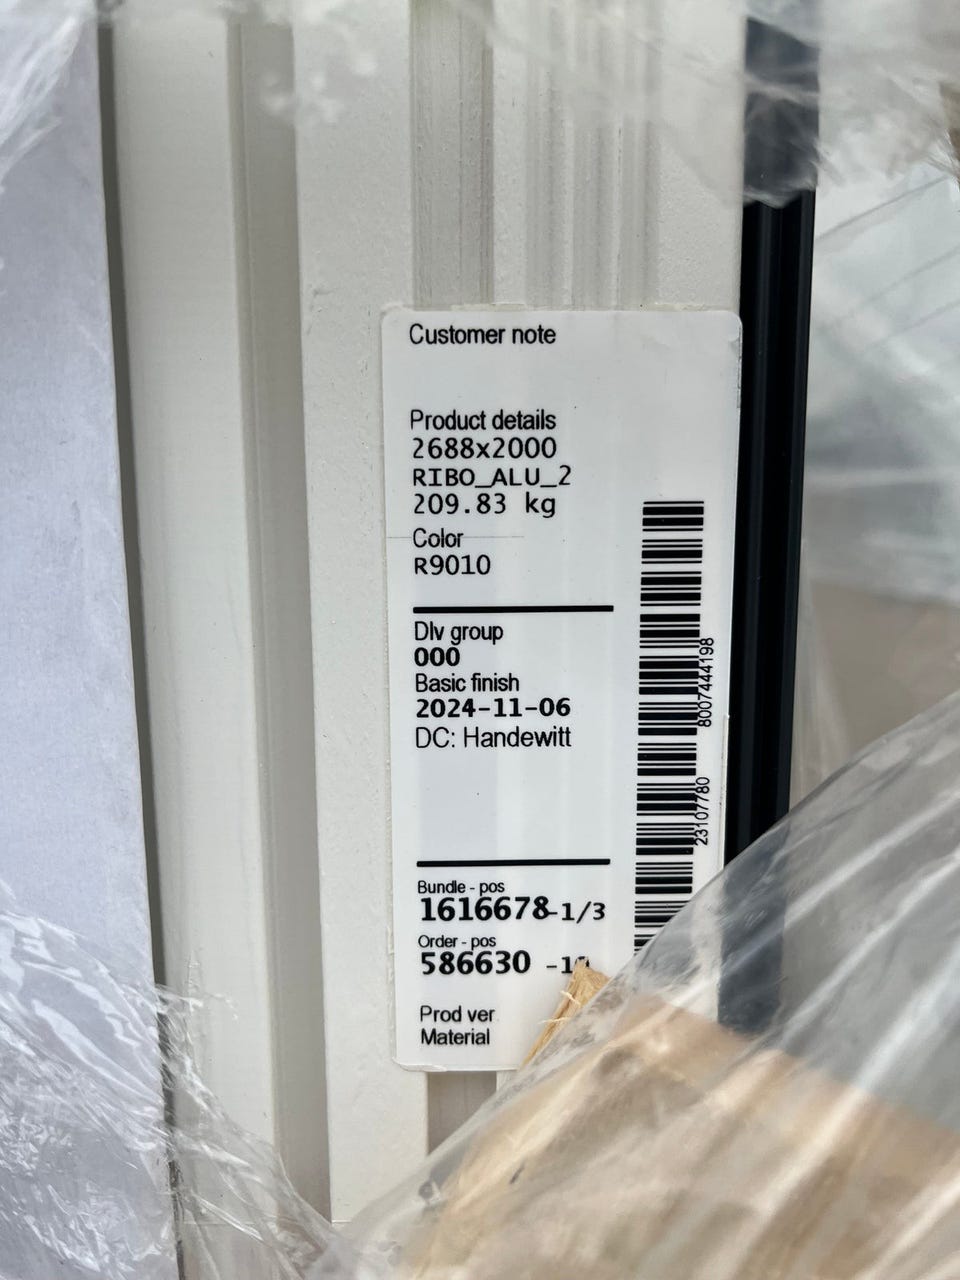 Customer note
Product details
2688x2000
RIBO_ALU_2
209.83 kg
Color
R9010
Dlv group
000
Basic finish
2024-11-06
DC: Handewitt
Bundle - pos
1616678-1/3
Order - pos
586630
Prod ver
Material
8007444198
23107780